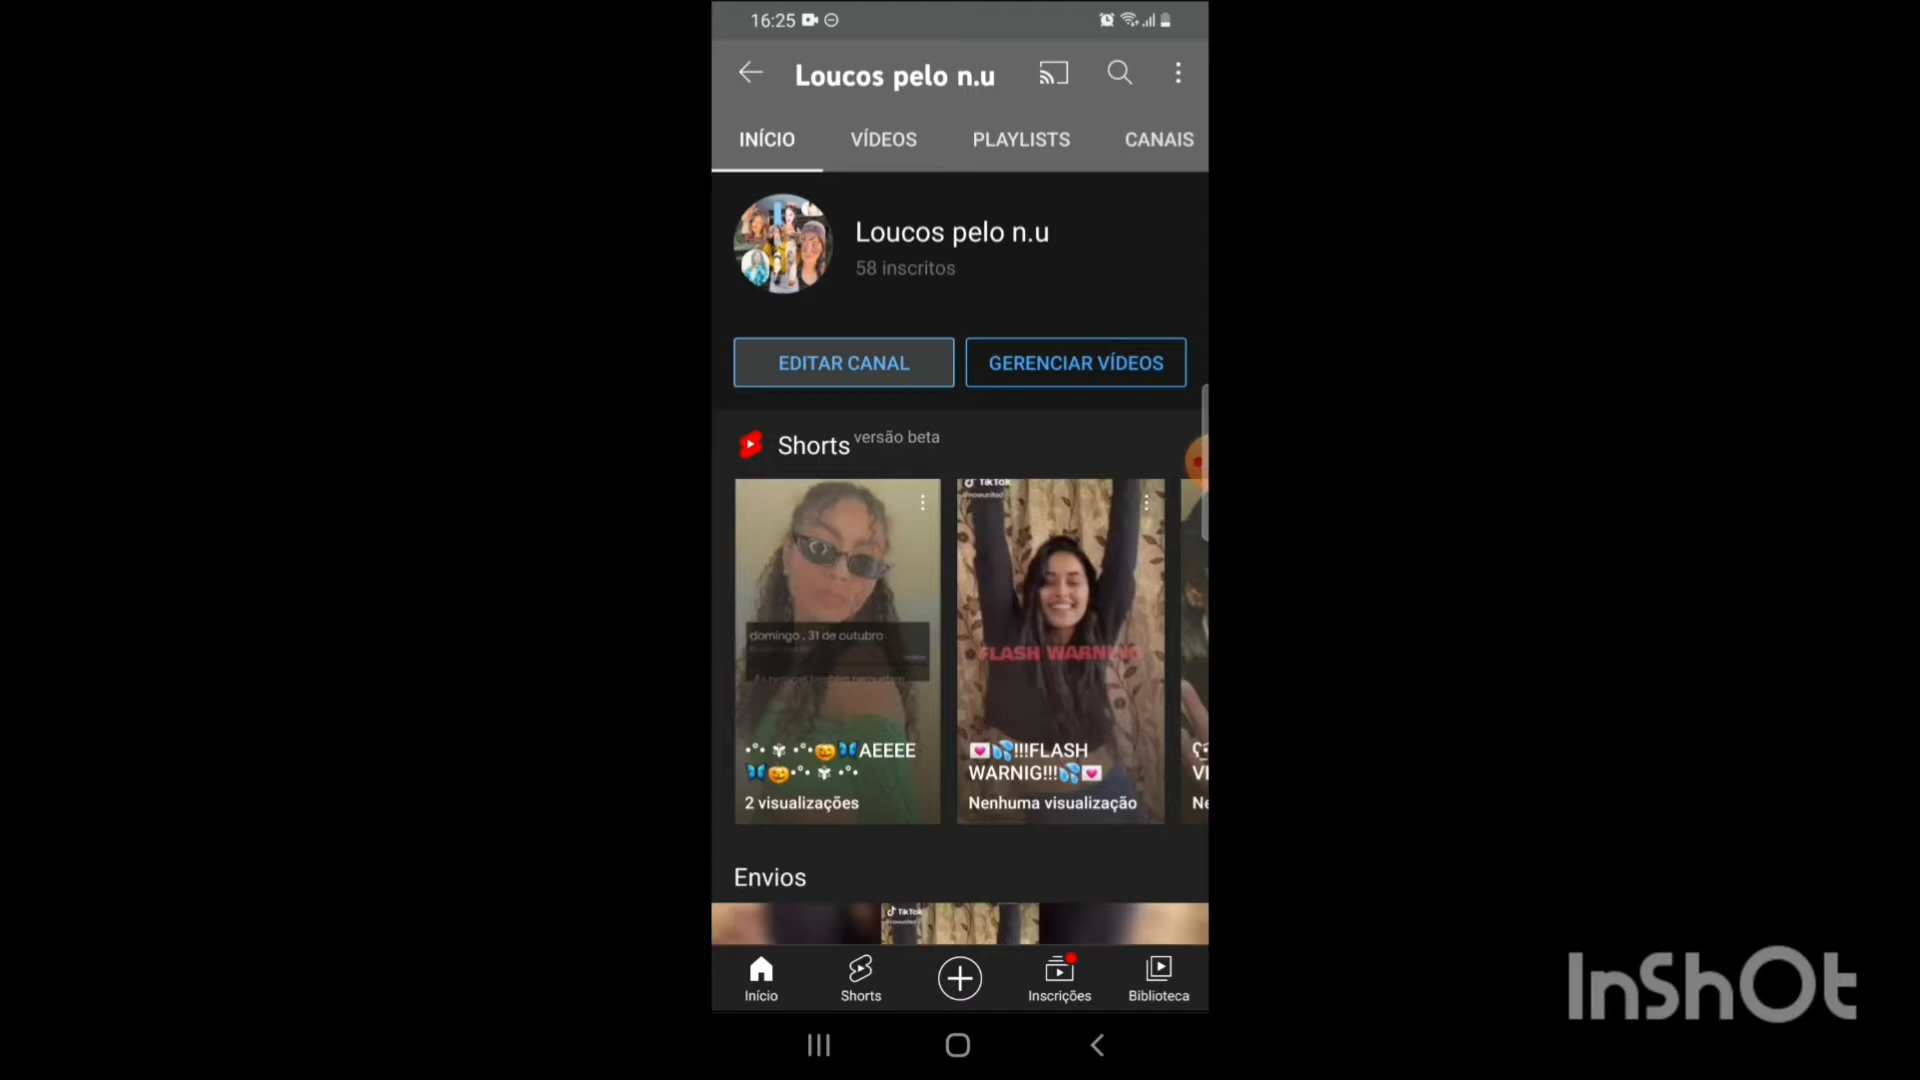 16:25
Loucos pelo n.u
INÍCIO VÍDEOS PLAYLISTS CANAIS
Loucos pelo n.u
58 inscritos
EDITAR CANAL GERENCIAR VÍDEOS
Shorts versão beta
TikTok
domingo , 31 de outubro
FLASH WARNING
•°• 🕸 •°•🎃🦋AEEEE
🦋🎃•°• 🕸 •°•
2 visualizações
💌💦!!!FLASH
WARNIG!!!💦💌
Nenhuma visualização
Envios
TikTok
Início Shorts Inscrições Biblioteca
InShOt